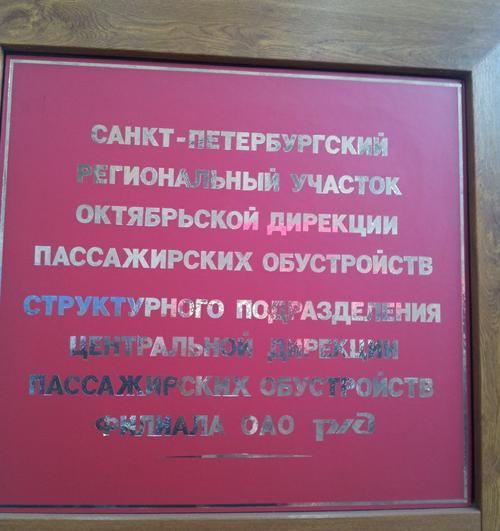 САНКТ-ПЕТЕРБУРГСКИЙ
РЕГИОНАЛЬНЫЙ УЧАСТОК
ОКТЯБРЬСКОЙ ДИРЕКЦИИ
ПАССАЖИРСКИХ ОБУСТРОЙСТВ
СТРУКТУРНОГО ПОДРАЗДЕЛЕНИЯ
ЦЕНТРАЛЬНОЙ ДИРЕКЦИИ
ПАССАЖИРСКИХ ОБУСТРОЙСТВ
ФИЛИАЛА ОАО РЖД